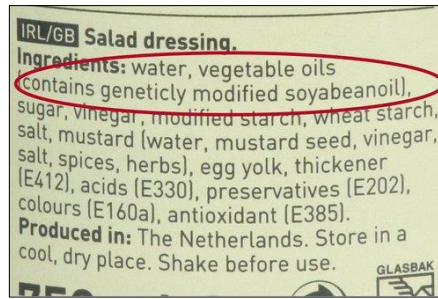 IRL/GB Salad dressing.
Ingredients: water, vegetable oils
(contains geneticly modified soyabeanoil),
sugar, vinegar, modified starch, wheat starch,
salt, mustard (water, mustard seed, vinegar,
salt, spices, herbs), egg yolk, thickener
(E412), acids (E330), preservatives (E202),
colours (E160a), antioxidant (E385).
Produced in: The Netherlands. Store in a
cool, dry place. Shake before use.
GLASBAK